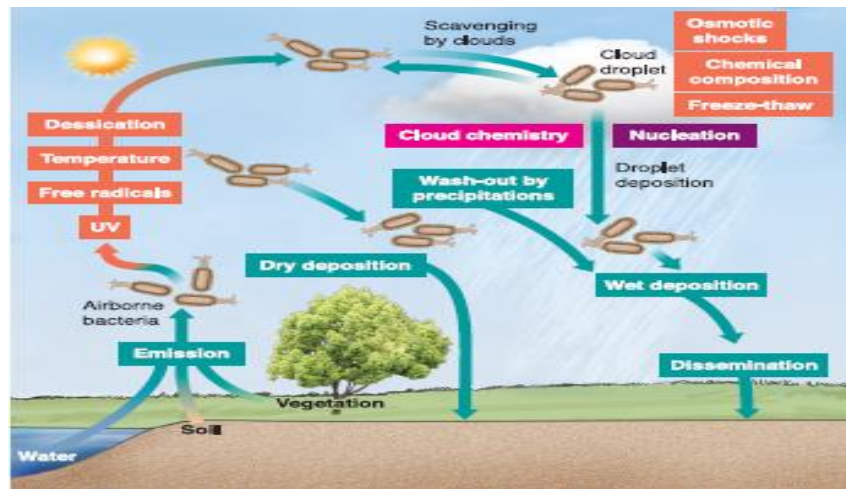 Scavenging
by clouds
Cloud
droplet
Osmotic
shocks
Chemical
composition
Freeze-thaw
Dessication
Temperature
Free radicals
UV
Cloud chemistry
Nucleation
Wash-out by
precipitations
Droplet
deposition
Dry deposition
Wet deposition
Airborne
bacteria
Emission
Dissemination
Vegetation
Soil
Water